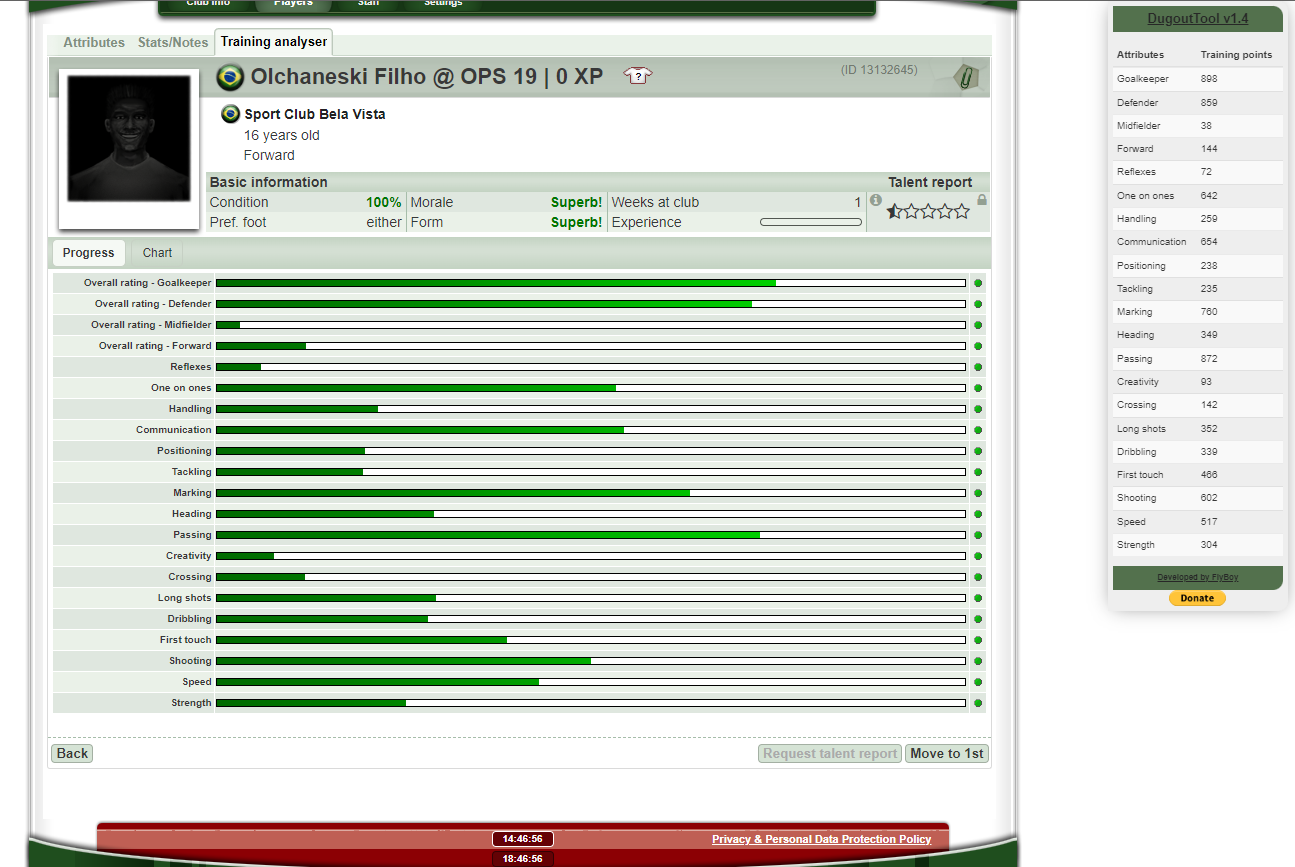 Club info Players Staff Settings
Attributes Stats/Notes Training analyser
Olchaneski Filho @ OPS 19 | 0 XP ? (ID 13132645)
Sport Club Bela Vista
16 years old
Forward
Basic information Talent report
Condition 100% Morale Superb! Weeks at club 1
Pref. foot either Form Superb! Experience
Progress Chart
Overall rating - Goalkeeper
Overall rating - Defender
Overall rating - Midfielder
Overall rating - Forward
Reflexes
One on ones
Handling
Communication
Positioning
Tackling
Marking
Heading
Passing
Creativity
Crossing
Long shots
Dribbling
First touch
Shooting
Speed
Strength
Back Request talent report Move to 1st
14:46:56 Privacy & Personal Data Protection Policy
18:46:56
DugoutTool v1.4
Attributes Training points
Goalkeeper 898
Defender 859
Midfielder 38
Forward 144
Reflexes 72
One on ones 642
Handling 259
Communication 654
Positioning 238
Tackling 235
Marking 760
Heading 349
Passing 872
Creativity 93
Crossing 142
Long shots 352
Dribbling 339
First touch 466
Shooting 602
Speed 517
Strength 304
Developed by FlyBoy
Donate